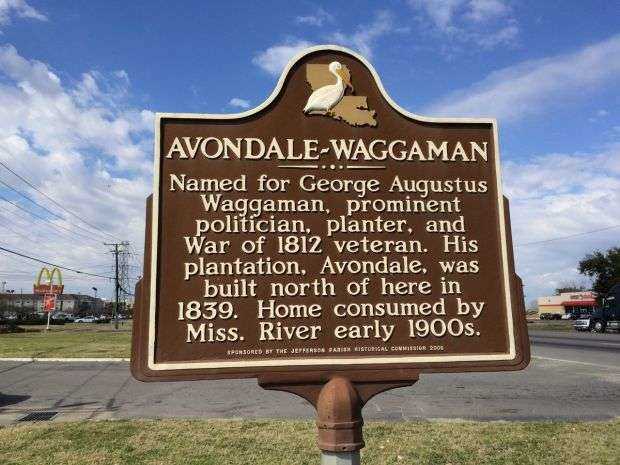 AVONDALE-WAGGAMAN
Named for George Augustus
Waggaman, prominent
politician, planter, and
War of 1812 veteran. His
plantation, Avondale, was
built north of here in
1839. Home consumed by
Miss. River early 1900s.
SPONSORED BY THE JEFFERSON PARISH HISTORICAL COMMISSION 2006